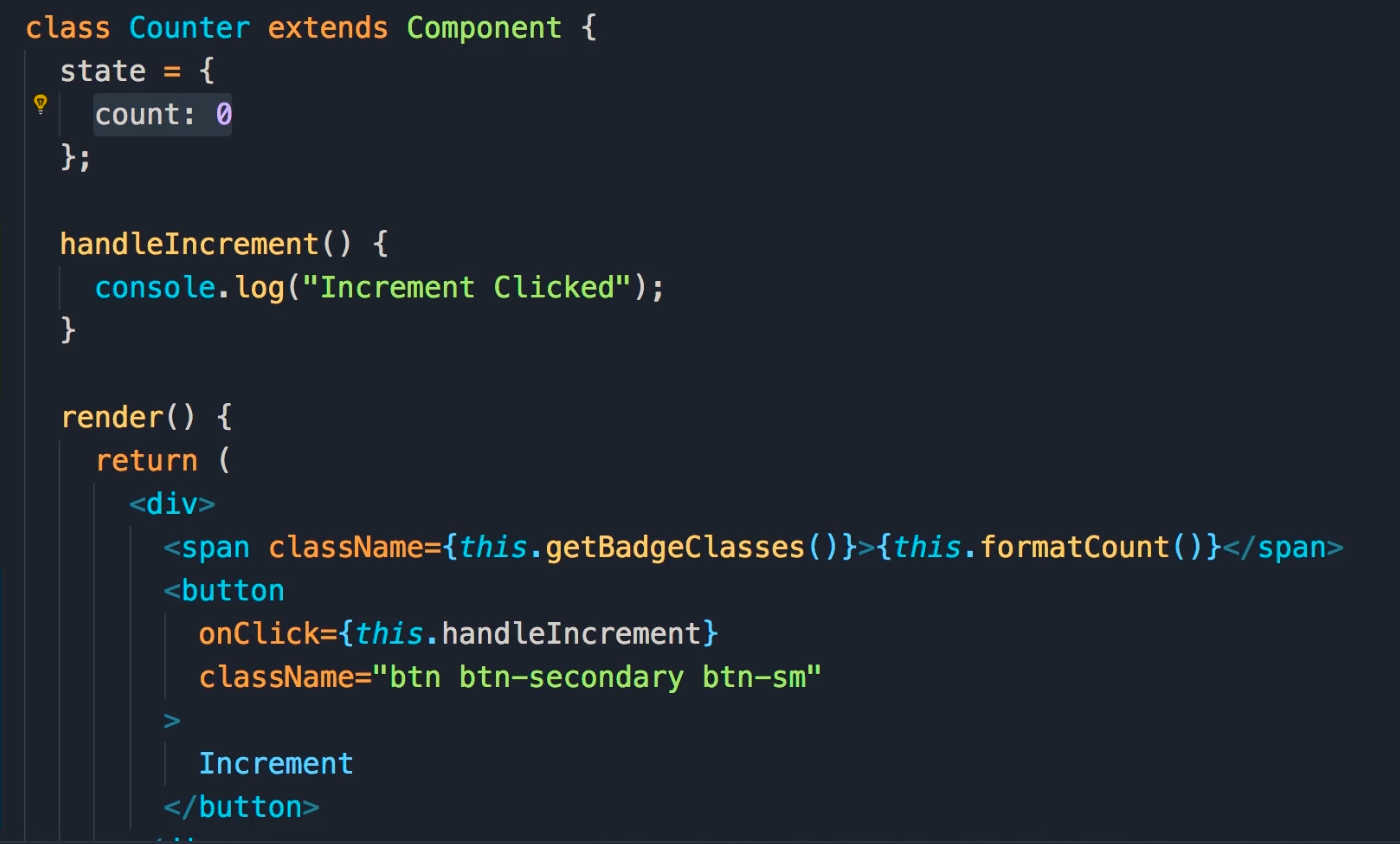 class Counter extends Component {
state = {
count: 0
};
handleIncrement() {
console.log("Increment Clicked");
}
render() {
return (
<div>
<span className={this.getBadgeClasses()}>{this.formatCount()}</span>
<button
onClick={this.handleIncrement}
className="btn btn-secondary btn-sm"
>
Increment
</button>